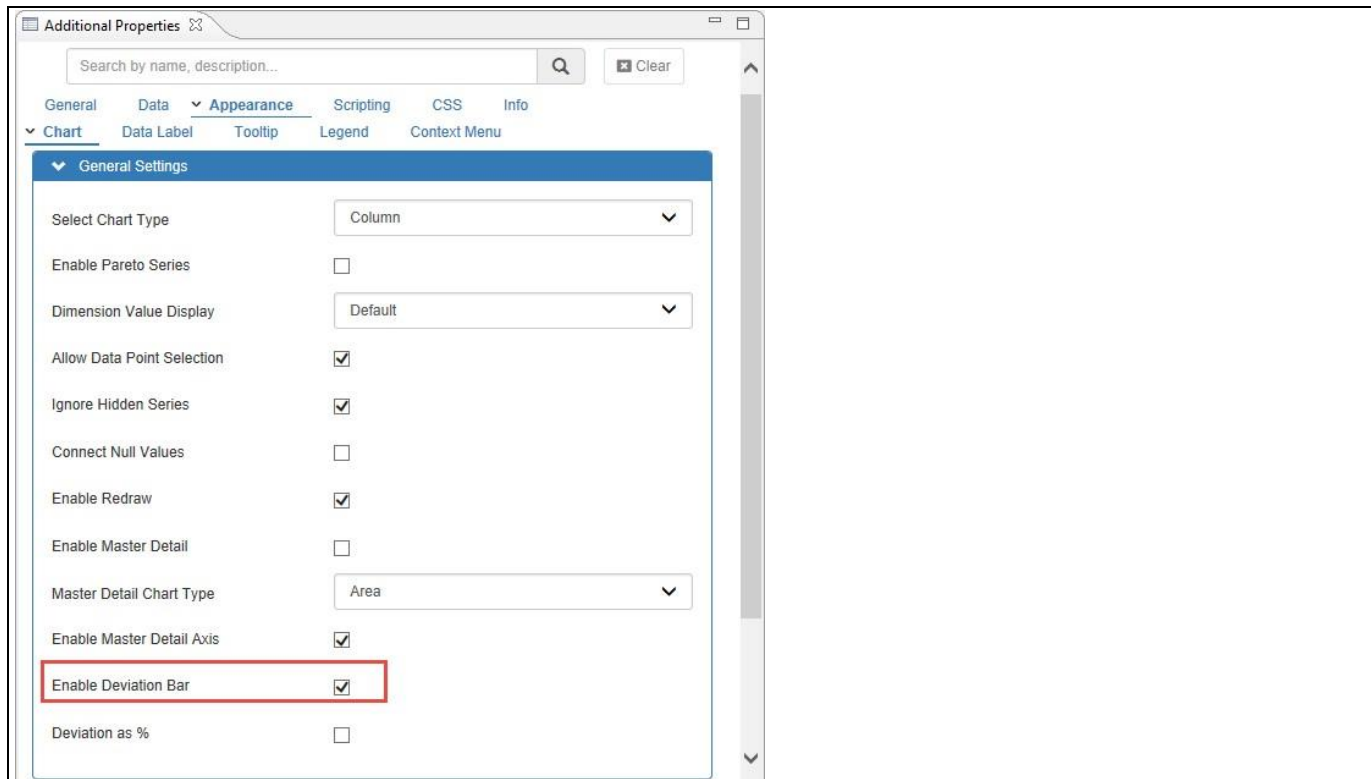 Additional Properties
Search by name, description...
Clear
General Data Appearance Scripting CSS Info
Chart Data Label Tooltip Legend Context Menu
General Settings
Select Chart Type Column
Enable Pareto Series
Dimension Value Display Default
Allow Data Point Selection
Ignore Hidden Series
Connect Null Values
Enable Redraw
Enable Master Detail
Master Detail Chart Type Area
Enable Master Detail Axis
Enable Deviation Bar
Deviation as %